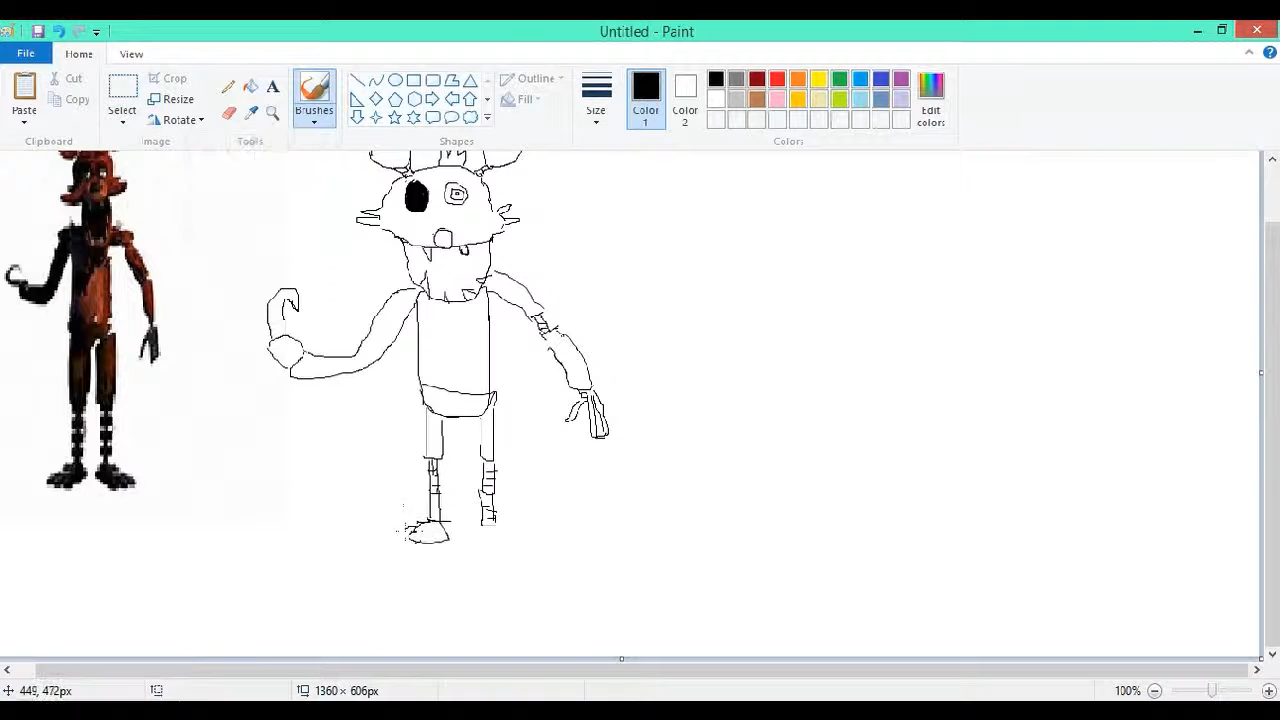 Untitled - Paint
File
Home
View
Paste
Cut
Copy
Clipboard
Select
Crop
Resize
Rotate
Image
A
Tools
Brushes
Shapes
Outline
Fill
Size
Color 1
Color 2
Edit colors
Colors
449, 472px
1360 × 606px
100%